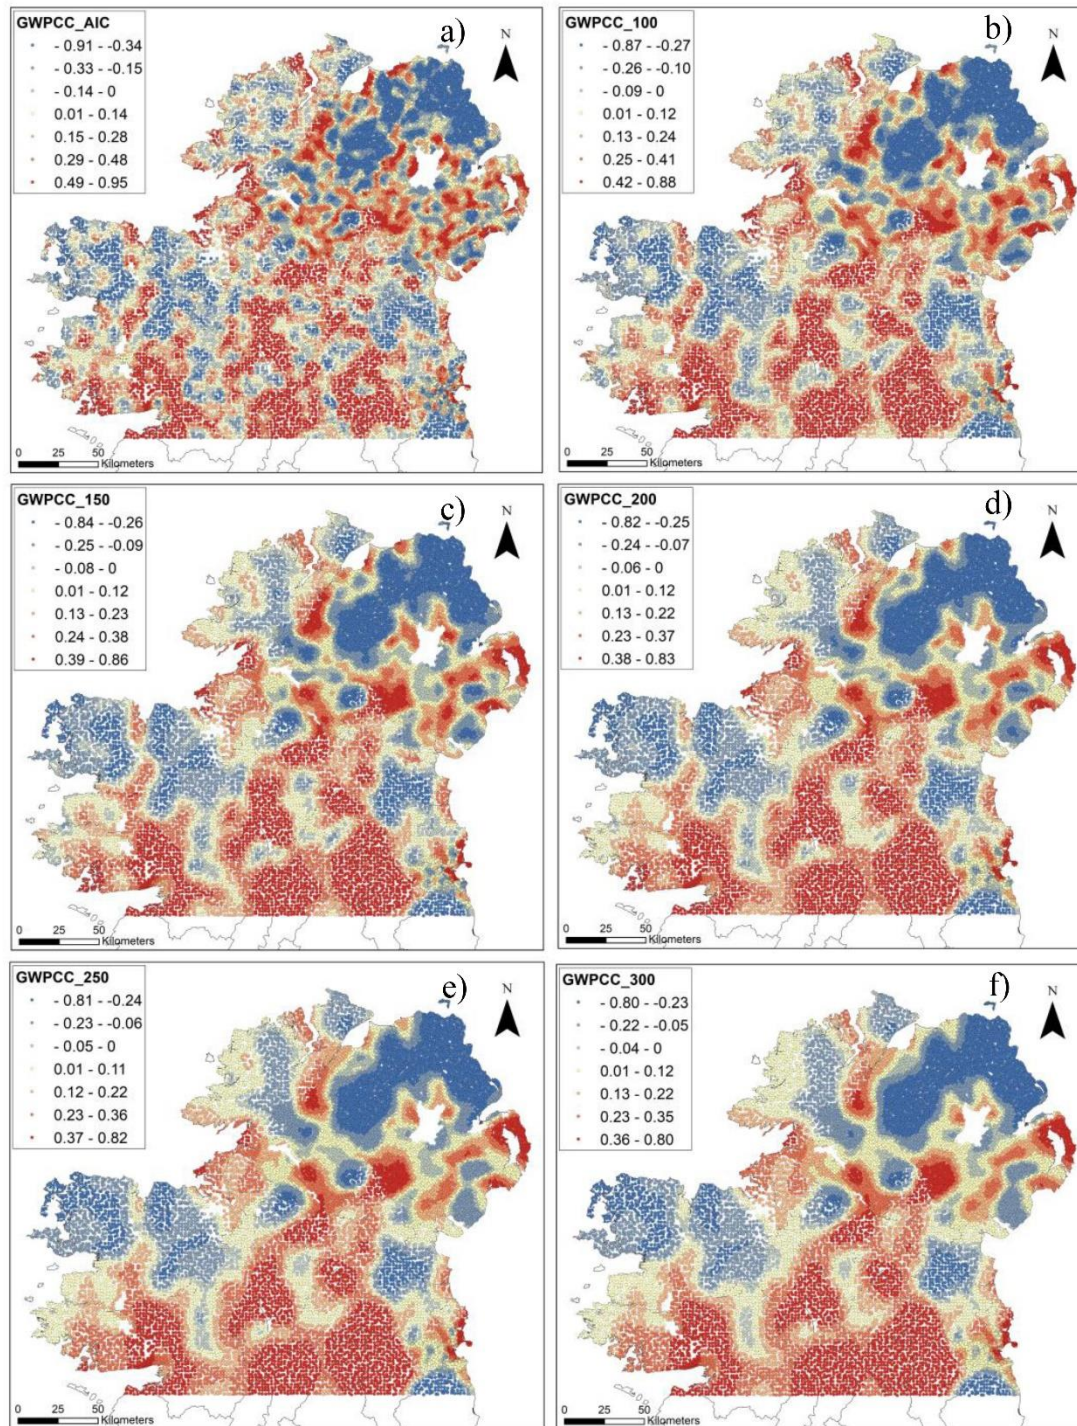 GWPCC_AIC
- 0.91 - -0.34
- 0.33 - -0.15
- 0.14 - 0
0.01 - 0.14
0.15 - 0.28
0.29 - 0.48
0.49 - 0.95
a)
N
0 25 50
Kilometers
GWPCC_100
- 0.87 - -0.27
- 0.26 - -0.10
- 0.09 - 0
0.01 - 0.12
0.13 - 0.24
0.25 - 0.41
0.42 - 0.88
b)
N
0 25 50
Kilometers
GWPCC_150
- 0.84 - -0.26
- 0.25 - -0.09
- 0.08 - 0
0.01 - 0.12
0.13 - 0.23
0.24 - 0.38
0.39 - 0.86
c)
N
0 25 50
Kilometers
GWPCC_200
- 0.82 - -0.25
- 0.24 - -0.07
- 0.06 - 0
0.01 - 0.12
0.13 - 0.22
0.23 - 0.37
0.38 - 0.83
d)
N
0 25 50
Kilometers
GWPCC_250
- 0.81 - -0.24
- 0.23 - -0.06
- 0.05 - 0
0.01 - 0.11
0.12 - 0.22
0.23 - 0.36
0.37 - 0.82
e)
N
0 25 50
Kilometers
GWPCC_300
- 0.80 - -0.23
- 0.22 - -0.05
- 0.04 - 0
0.01 - 0.12
0.13 - 0.22
0.23 - 0.35
0.36 - 0.80
f)
N
0 25 50
Kilometers